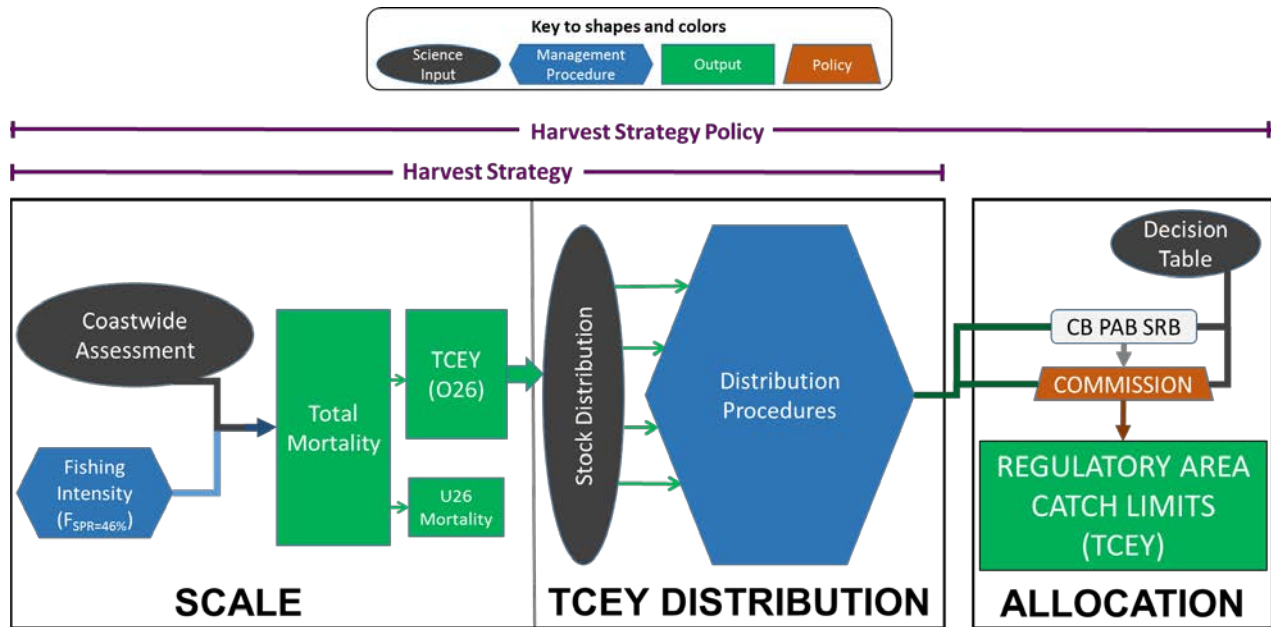 Key to shapes and colors
Science
Input
Management
Procedure
Output
Policy
Harvest Strategy Policy
Harvest Strategy
Coastwide
Assessment
Fishing
Intensity
(FSPR=46%)
Total
Mortality
TCEY
(O26)
U26
Mortality
SCALE
Stock Distribution
Distribution
Procedures
TCEY DISTRIBUTION
Decision
Table
CB PAB SRB
COMMISSION
REGULATORY AREA
CATCH LIMITS
(TCEY)
ALLOCATION